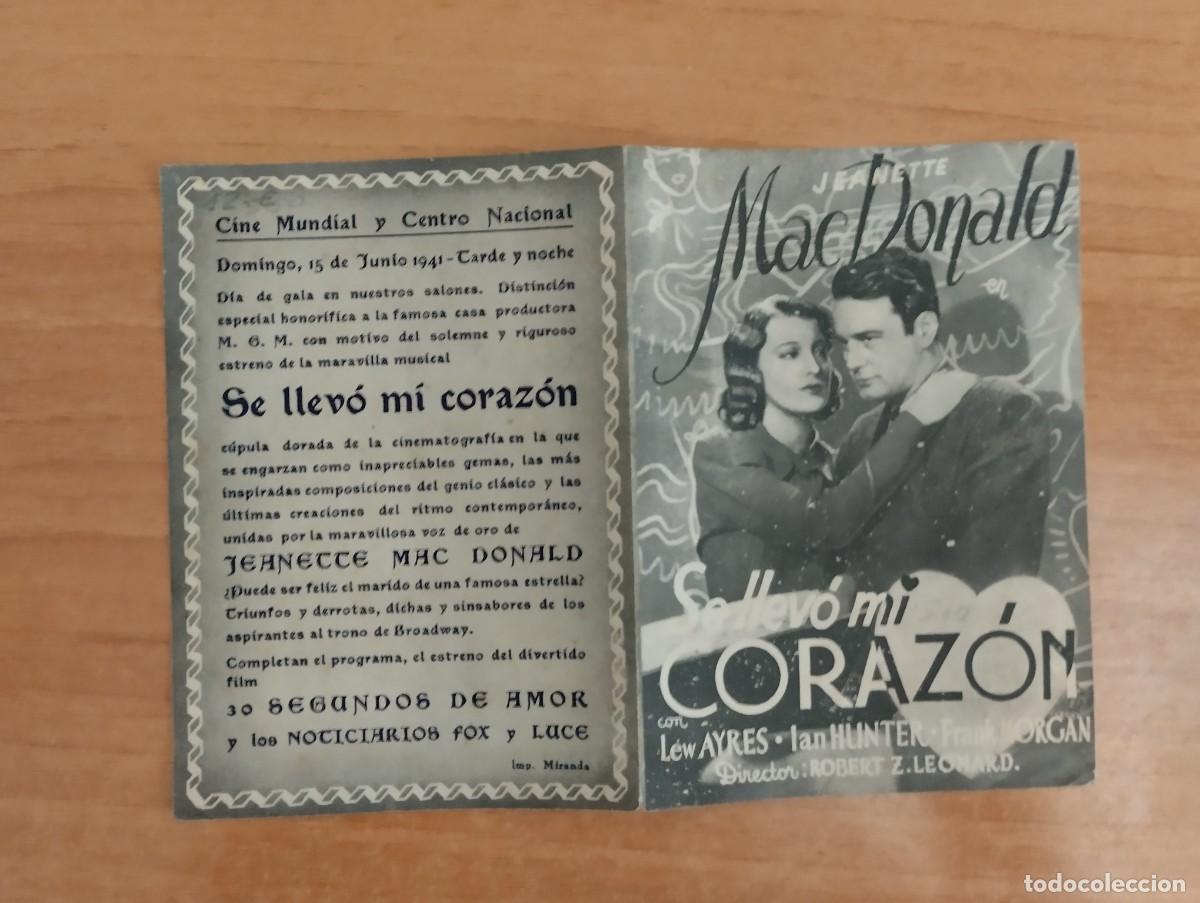 Cine Mundial y Centro Nacional
Domingo, 15 de Junio 1941 - Tarde y noche
Día de gala en nuestros salones. Distinción
especial honorífica a la famosa casa productora
M. G. M. con motivo del solemne y riguroso
estreno de la maravilla musical
Se llevó mi corazón
cúpula dorada de la cinematografía en la que
se engarzan como inapreciables gemas, las más
inspiradas composiciones del genio clásico y las
últimas creaciones del ritmo contemporáneo,
unidas por la maravillosa voz de oro de
JEANETTE MAC DONALD
¿Puede ser feliz el marido de una famosa estrella?
Triunfos y derrotas, dichas y sinsabores de los
aspirantes al trono de Broadway.
Completan el programa, el estreno del divertido
film
30 SEGUNDOS DE AMOR
y los NOTICIARIOS FOX y LUCE
Imp. Miranda
JEANETTE
MacDonald
en
Se llevó mi
CORAZÓN
con
Lew AYRES · Ian HUNTER · Frank MORGAN
Director: ROBERT Z. LEONARD.
todocoleccion